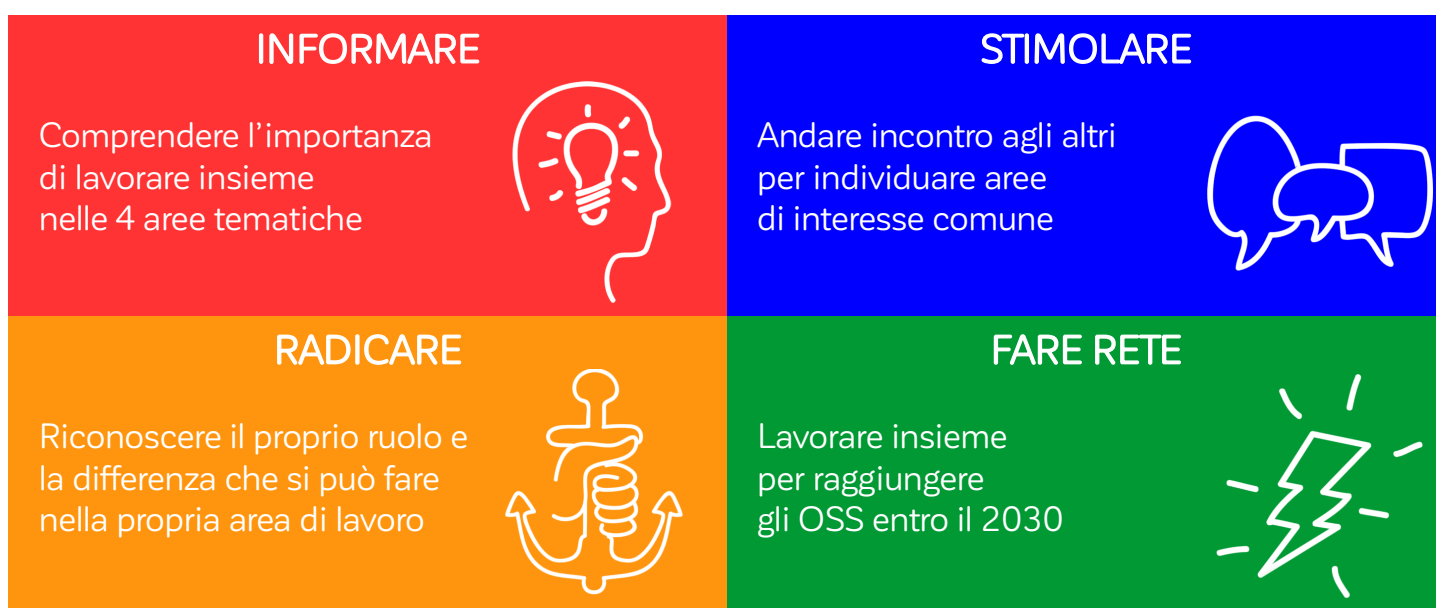 INFORMARE
Comprendere l'importanza
di lavorare insieme
nelle 4 aree tematiche
STIMOLARE
Andare incontro agli altri
per individuare aree
di interesse comune
RADICARE
Riconoscere il proprio ruolo e
la differenza che si può fare
nella propria area di lavoro
FARE RETE
Lavorare insieme
per raggiungere
gli OSS entro il 2030